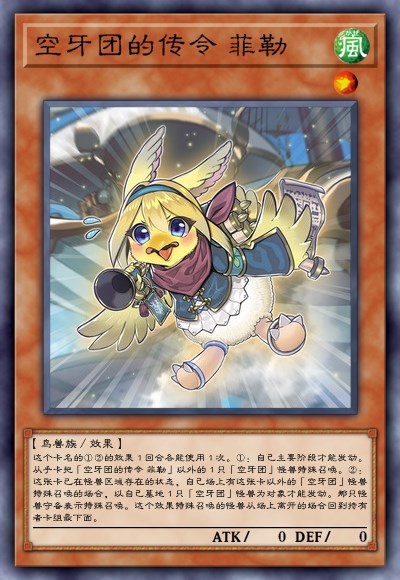 空牙团的传令 菲勒
風
【鸟兽族/效果】
这个卡名的①②的效果1回合各能使用1次。①：自己主要阶段才能发动。
从手卡把「空牙团的传令 菲勒」以外的1只「空牙团」怪兽特殊召唤。②：
这张卡已在怪兽区域存在的状态，自己场上有这张卡以外的「空牙团」怪兽
特殊召唤的场合，以自己墓地1只「空牙团」怪兽为对象才能发动。那只怪
兽守备表示特殊召唤。这个效果特殊召唤的怪兽从场上离开的场合回到持有
者卡组最下面。
ATK/ 0 DEF/ 0